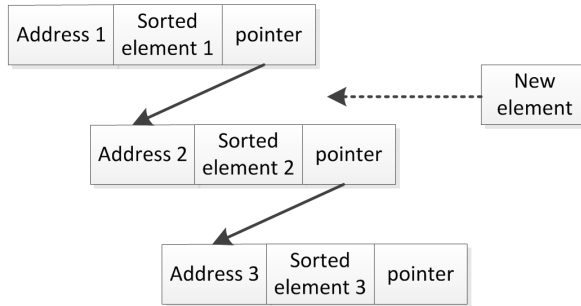 Address 1
Sorted
element 1
pointer
New
element
Address 2
Sorted
element 2
pointer
Address 3
Sorted
element 3
pointer